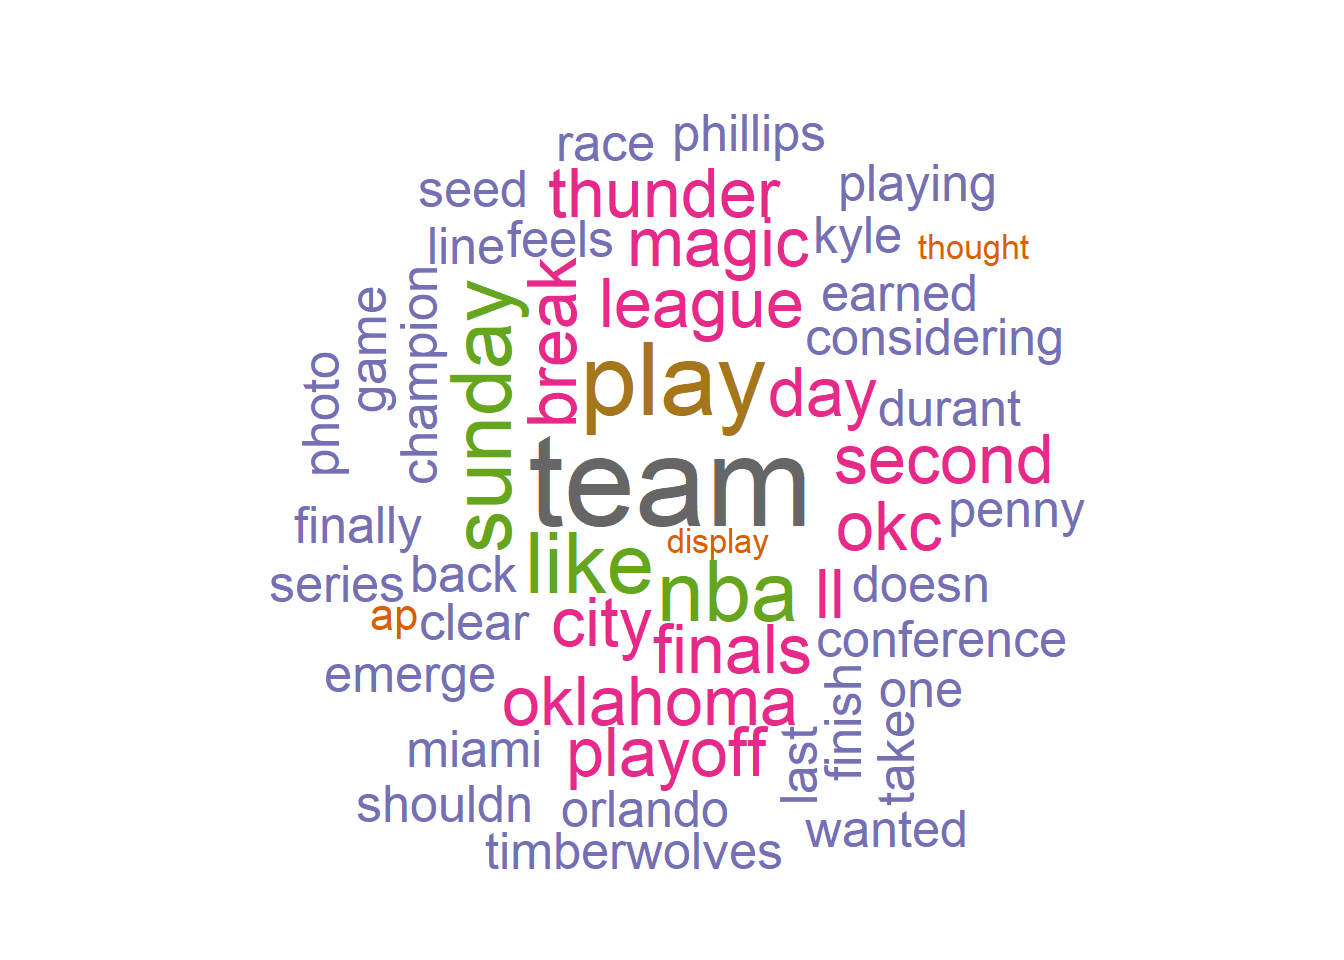 race
phillips
seed
thunder
playing
line
feels
magic
kyle
thought
game
champion
sunday
break
league
earned
considering
photo
play
day
durant
team
second
finally
display
okc
penny
series
back
like
nba
ll
doesn
ap
clear
city
finals
conference
emerge
oklahoma
finish
one
miami
playoff
last
take
shouldn
orlando
wanted
timberwolves